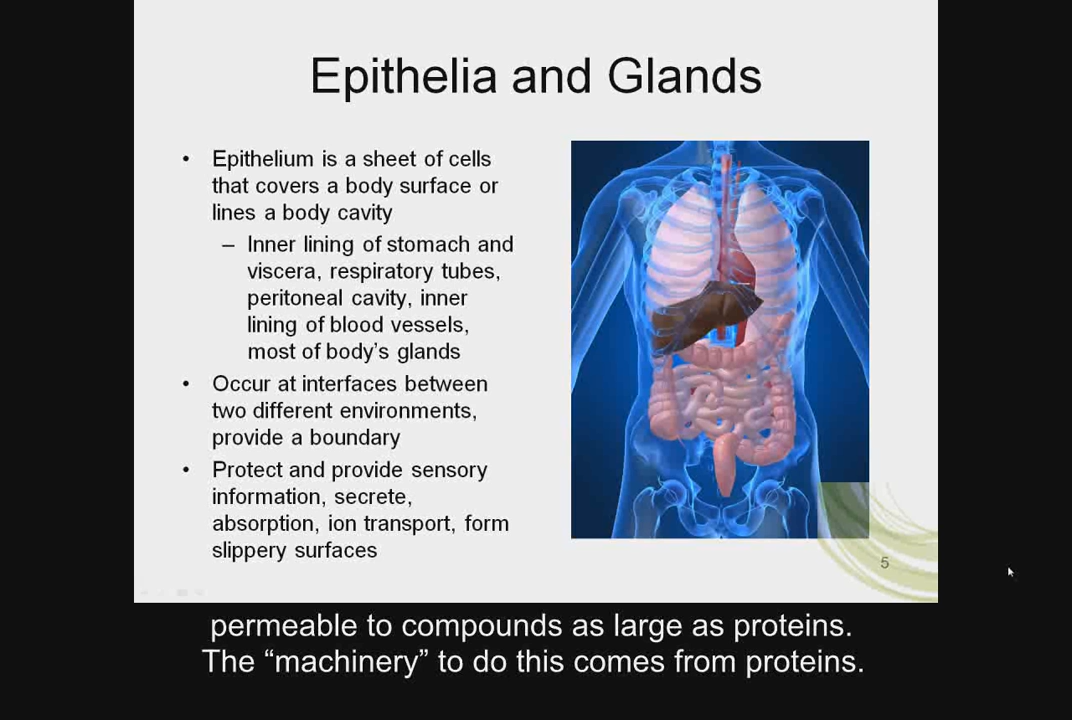 Epithelia and Glands
• Epithelium is a sheet of cells
that covers a body surface or
lines a body cavity
– Inner lining of stomach and
viscera, respiratory tubes,
peritoneal cavity, inner
lining of blood vessels,
most of body's glands
• Occur at interfaces between
two different environments,
provide a boundary
• Protect and provide sensory
information, secrete,
absorption, ion transport, form
slippery surfaces
5
permeable to compounds as large as proteins.
The “machinery” to do this comes from proteins.